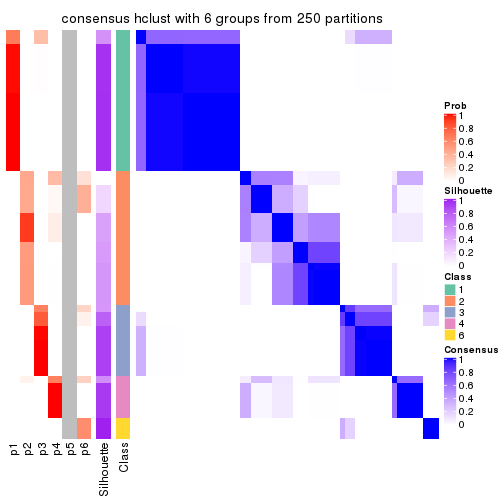 consensus hclust with 6 groups from 250 partitions
Prob
1
0.8
0.6
0.4
0.2
0
Silhouette
1
0.8
0.6
0.4
0.2
0
Class
1
2
3
4
6
Consensus
1
0.8
0.6
0.4
0.2
0
p1
p2
p3
p4
p5
p6
Silhouette
Class